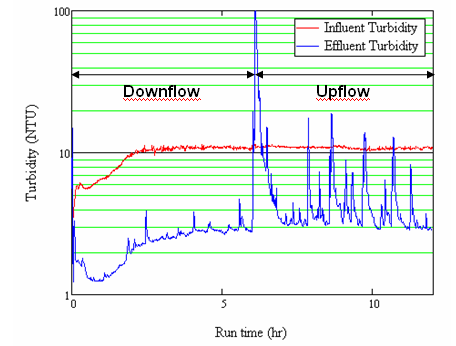 100
Influent Turbidity
Effluent Turbidity
Downflow
Upflow
Turbidity (NTU)
10
1
0
5
10
Run time (hr)